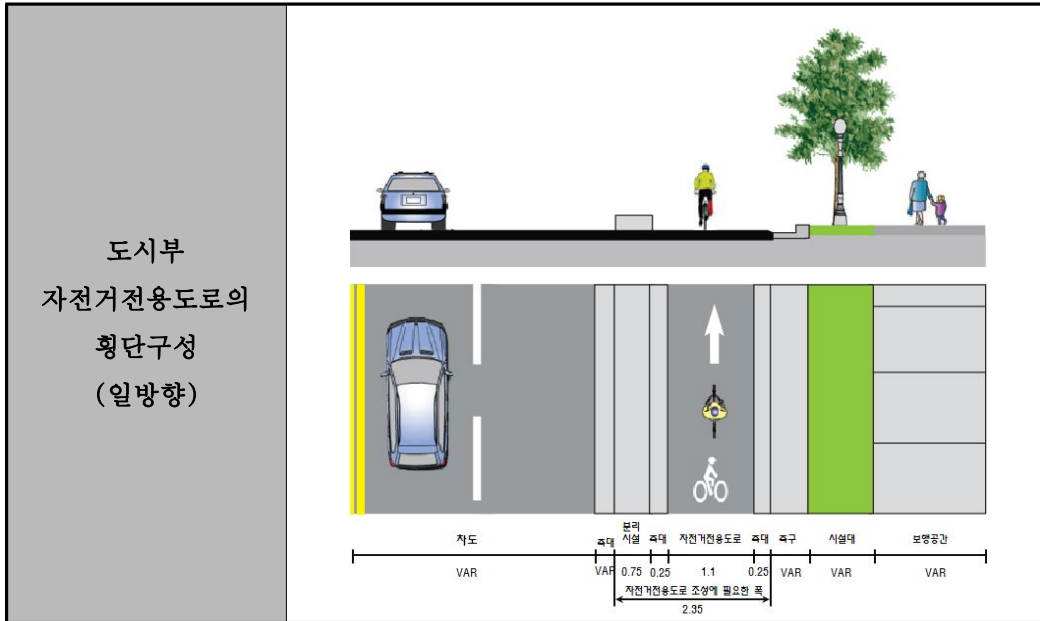 도시부
자전거전용도로의
횡단구성
(일방향)
차도 측대 분리시설 측대 자전거전용도로 측대 측구 시설대 보행공간
VAR VAR 0.75 0.25 1.1 0.25 VAR VAR VAR
자전거전용도로 조성에 필요한 폭
2.35